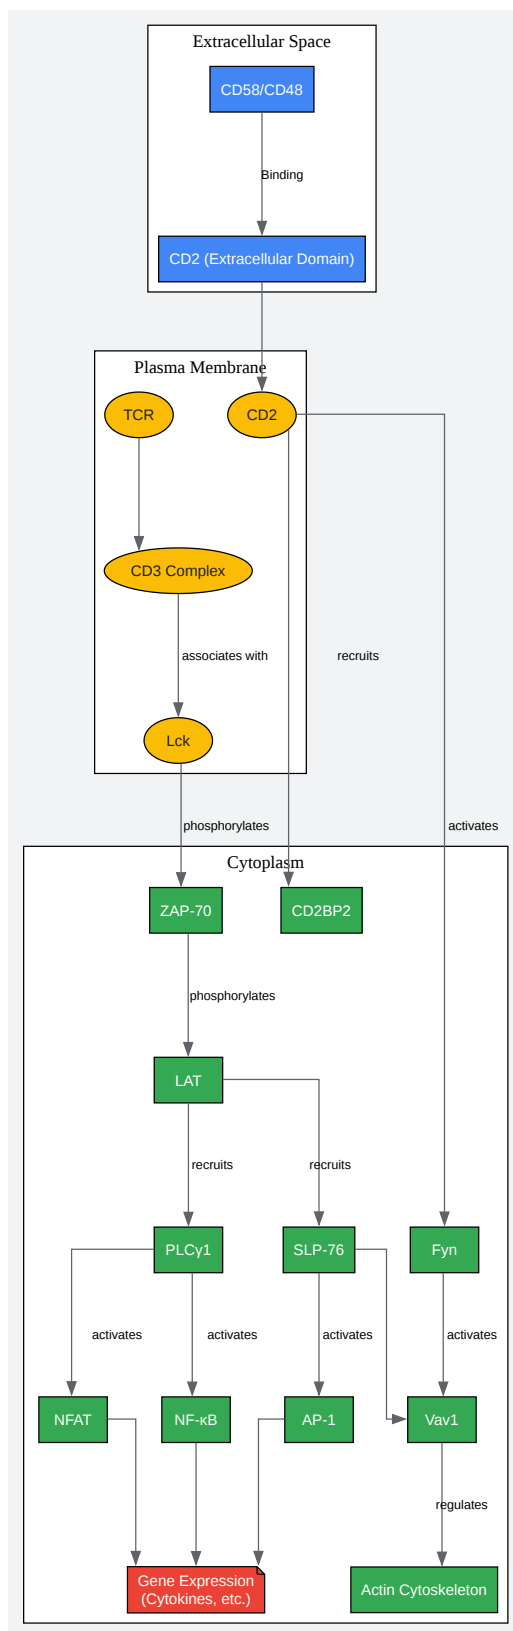 Extracellular Space
CD58/CD48
Binding
CD2 (Extracellular Domain)
Plasma Membrane
TCR
CD2
CD3 Complex
associates with
recruits
Lck
phosphorylates
activates
Cytoplasm
ZAP-70
CD2BP2
phosphorylates
LAT
recruits
recruits
PLCγ1
SLP-76
Fyn
activates
activates
activates
activates
NFAT
NF-κB
AP-1
Vav1
regulates
Gene Expression
(Cytokines, etc.)
Actin Cytoskeleton